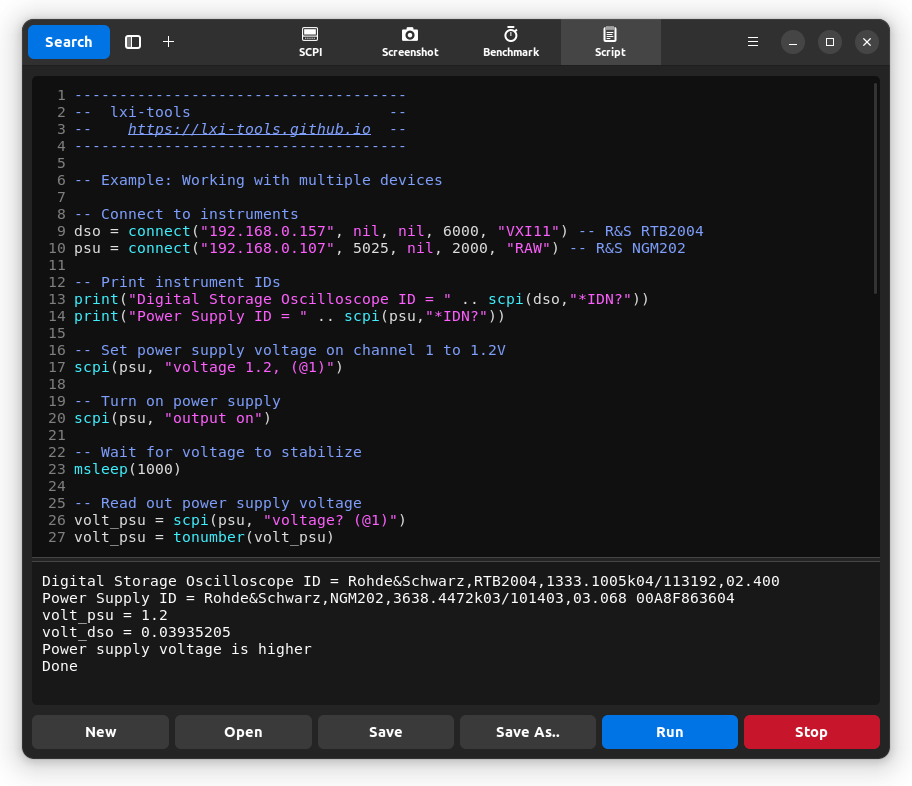 Search
SCPI
Screenshot
Benchmark
Script
1 -------------------------------------
2 --  lxi-tools                      --
3 --    https://lxi-tools.github.io  --
4 -------------------------------------
5
6 -- Example: Working with multiple devices
7
8 -- Connect to instruments
9 dso = connect("192.168.0.157", nil, nil, 6000, "VXI11") -- R&S RTB2004
10 psu = connect("192.168.0.107", 5025, nil, 2000, "RAW") -- R&S NGM202
11
12 -- Print instrument IDs
13 print("Digital Storage Oscilloscope ID = " .. scpi(dso,"*IDN?"))
14 print("Power Supply ID = " .. scpi(psu,"*IDN?"))
15
16 -- Set power supply voltage on channel 1 to 1.2V
17 scpi(psu, "voltage 1.2, (@1)")
18
19 -- Turn on power supply
20 scpi(psu, "output on")
21
22 -- Wait for voltage to stabilize
23 msleep(1000)
24
25 -- Read out power supply voltage
26 volt_psu = scpi(psu, "voltage? (@1)")
27 volt_psu = tonumber(volt_psu)
Digital Storage Oscilloscope ID = Rohde&Schwarz,RTB2004,1333.1005k04/113192,02.400
Power Supply ID = Rohde&Schwarz,NGM202,3638.4472k03/101403,03.068 00A8F863604
volt_psu = 1.2
volt_dso = 0.03935205
Power supply voltage is higher
Done
New
Open
Save
Save As..
Run
Stop